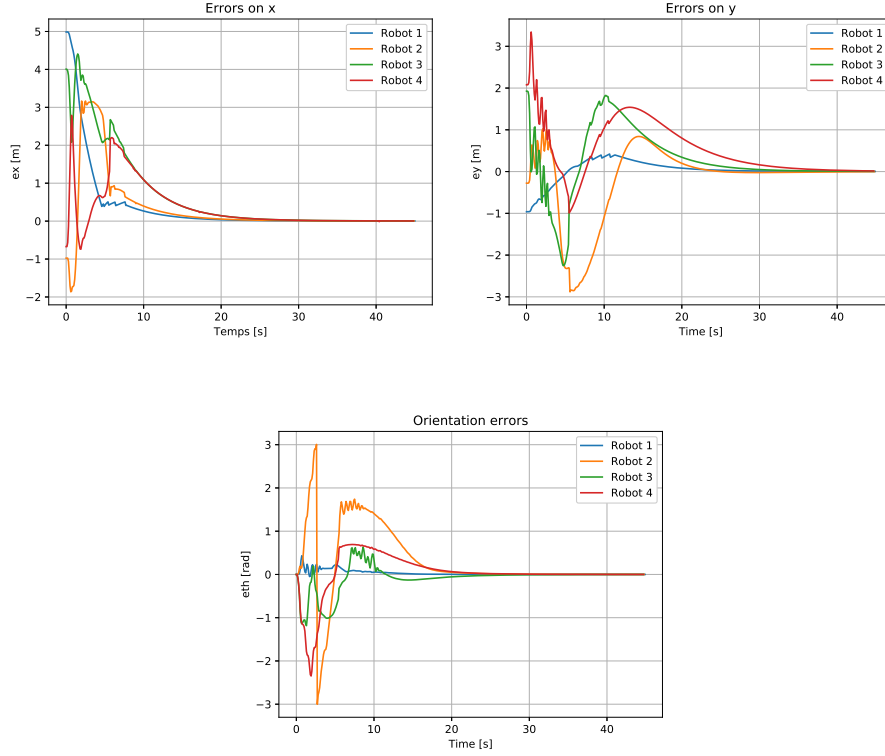 Errors on x
5
4
3
2
1
0
−1
−2
ex [m]
0
10
20
30
40
Temps [s]
Robot 1
Robot 2
Robot 3
Robot 4
Errors on y
3
2
1
0
−1
−2
−3
ey [m]
0
10
20
30
40
Time [s]
Robot 1
Robot 2
Robot 3
Robot 4
Orientation errors
3
2
1
0
−1
−2
−3
eth [rad]
0
10
20
30
40
Time [s]
Robot 1
Robot 2
Robot 3
Robot 4